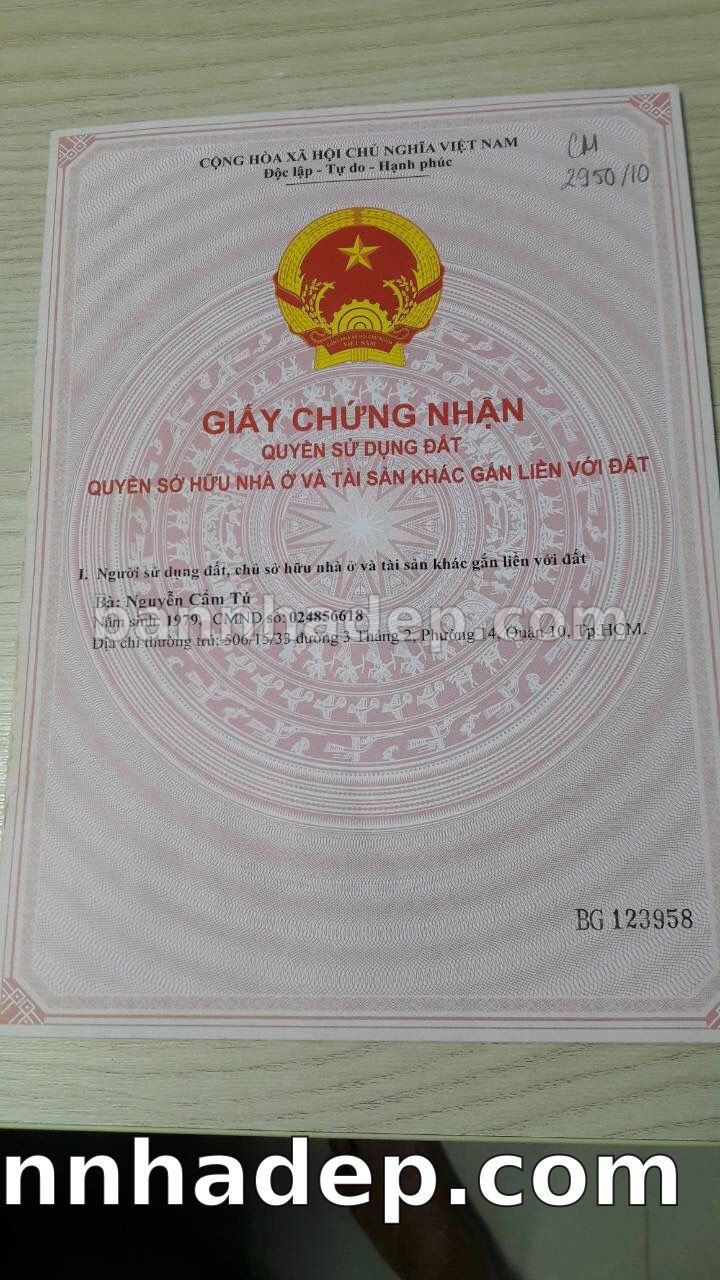 CỘNG HÒA XÃ HỘI CHỦ NGHĨA VIỆT NAM
Độc lập - Tự do - Hạnh phúc
CM
2950/10
VIỆT NAM
GIẤY CHỨNG NHẬN
QUYỀN SỬ DỤNG ĐẤT
QUYỀN SỞ HỮU NHÀ Ở VÀ TÀI SẢN KHÁC GẮN LIỀN VỚI ĐẤT
I. Người sử dụng đất, chủ sở hữu nhà ở và tài sản khác gắn liền với đất
Bà: Nguyễn Cẩm Tú
Năm sinh: 1979, CMND số: 024856618
Địa chỉ thường trú: 506/15/33 đường 3 Tháng 2, Phường 14, Quận 10, Tp.HCM.
bannhadep.com
BG 123958
nnhadep.com